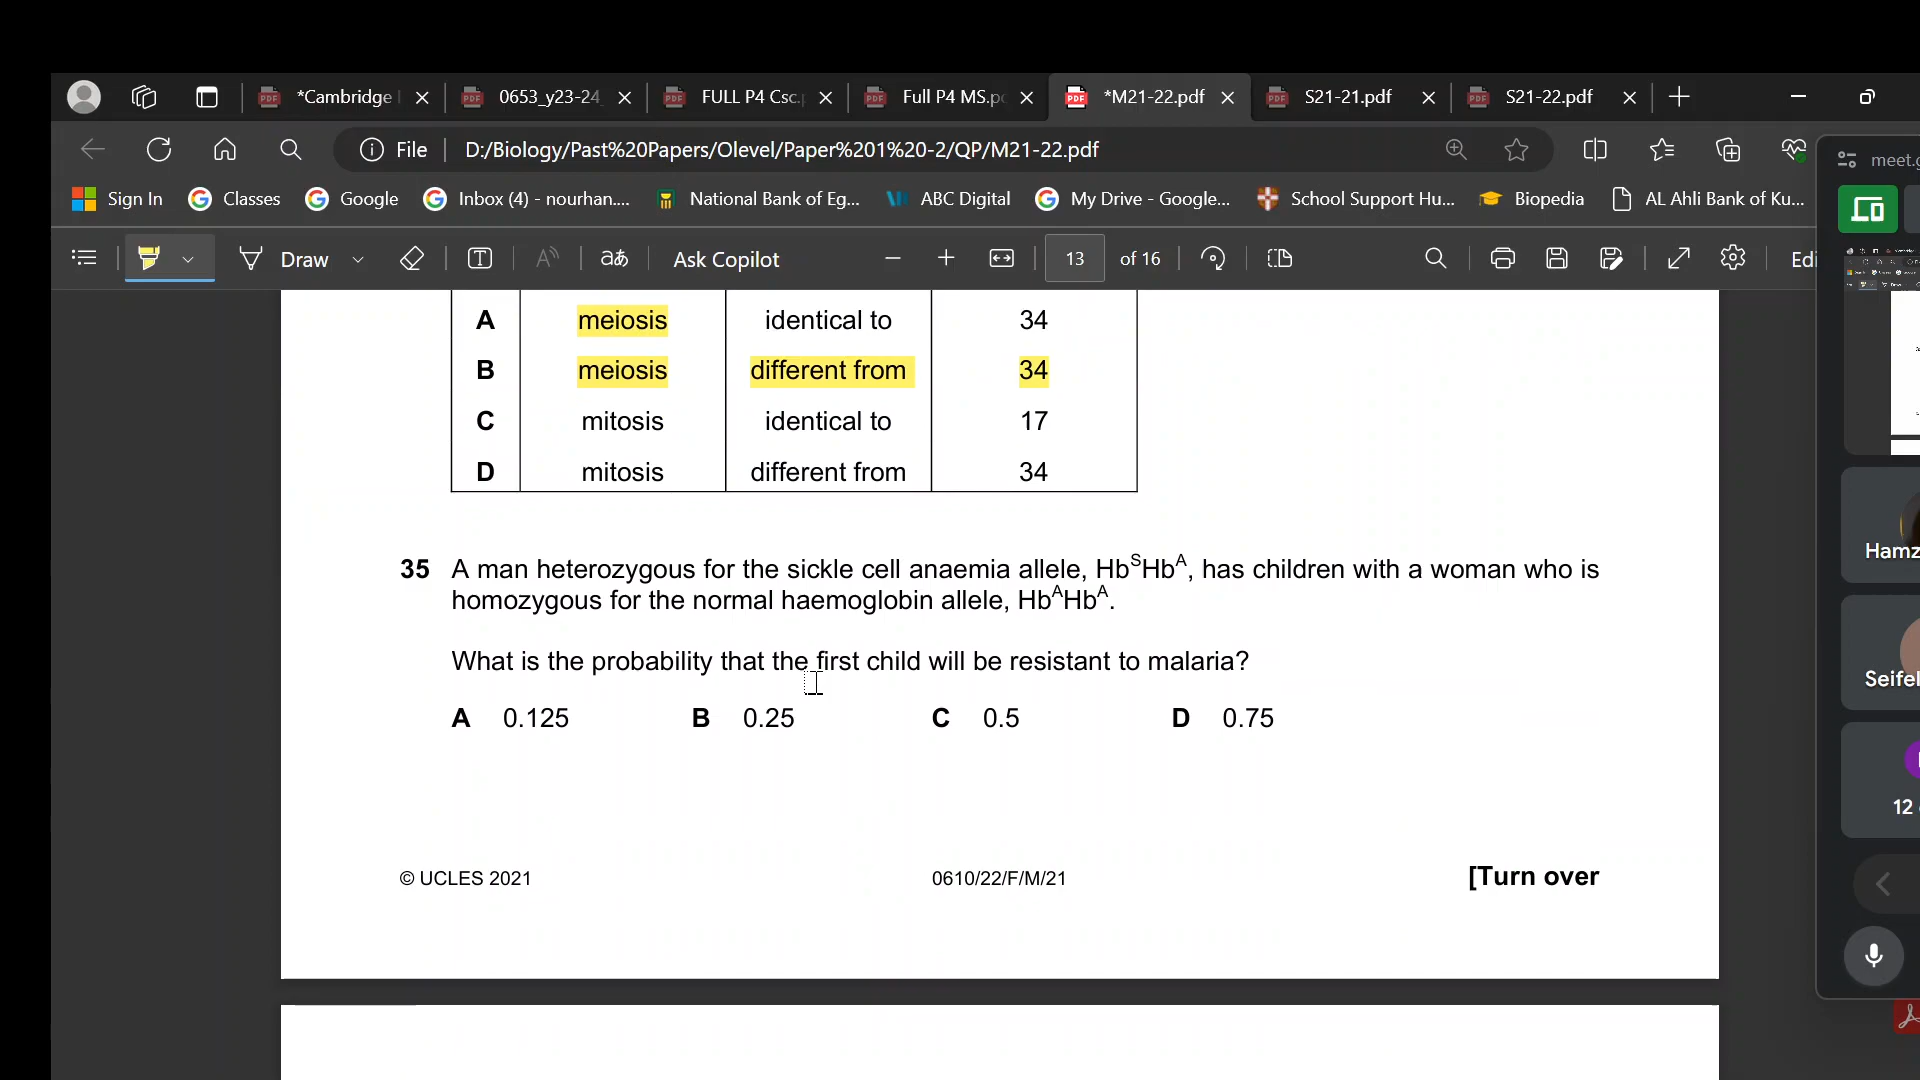 *Cambridge
0653_y23-24
FULL P4 Csc.
Full P4 MS.p
*M21-22.pdf
S21-21.pdf
S21-22.pdf
File
D:/Biology/Past%20Papers/Olevel/Paper%201%20-2/QP/M21-22.pdf
meet.g
Sign In
Classes
Google
Inbox (4) - nourhan....
National Bank of Eg...
ABC Digital
My Drive - Google...
School Support Hu...
Biopedia
AL Ahli Bank of Ku...
Draw
aあ
Ask Copilot
13 of 16
Edi
A meiosis identical to 34
B meiosis different from 34
C mitosis identical to 17
D mitosis different from 34
35 A man heterozygous for the sickle cell anaemia allele, HbSHbA, has children with a woman who is
homozygous for the normal haemoglobin allele, HbAHbA.
What is the probability that the first child will be resistant to malaria?
A 0.125 B 0.25 C 0.5 D 0.75
© UCLES 2021 0610/22/F/M/21 [Turn over
Hamz
Seifel
12